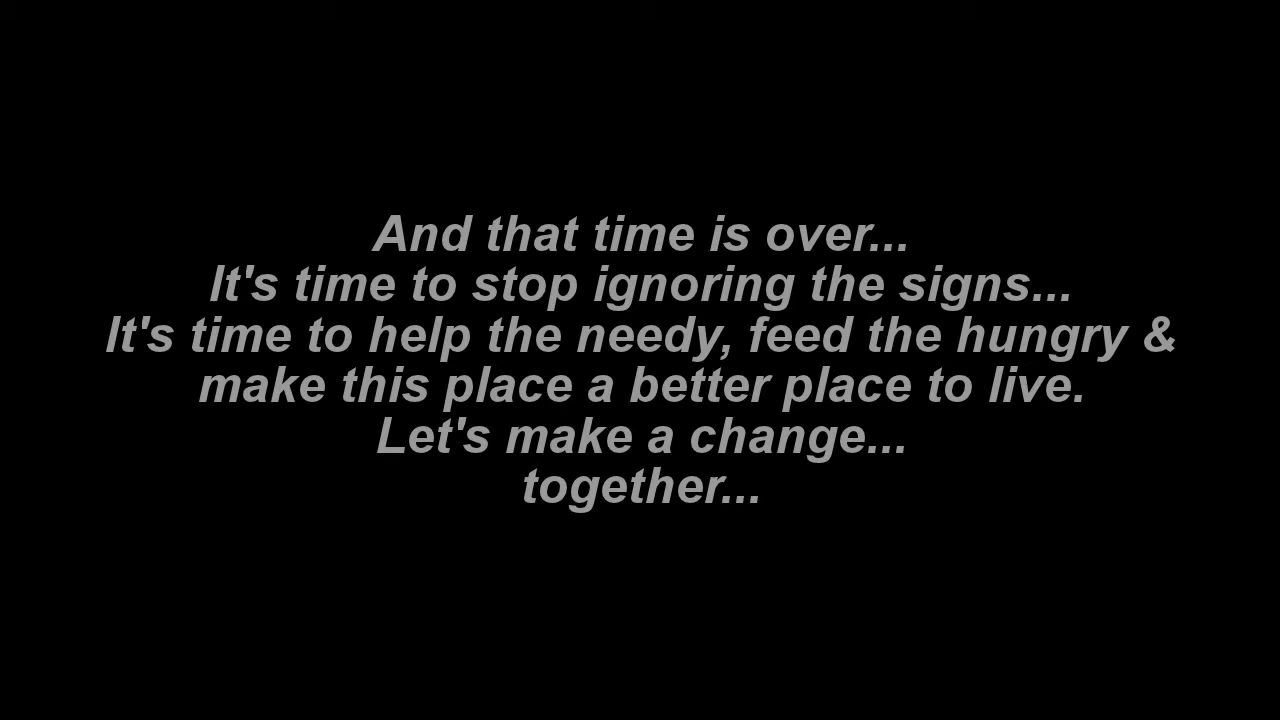 And that time is over...
It's time to stop ignoring the signs...
It's time to help the needy, feed the hungry &
make this place a better place to live.
Let's make a change...
together...